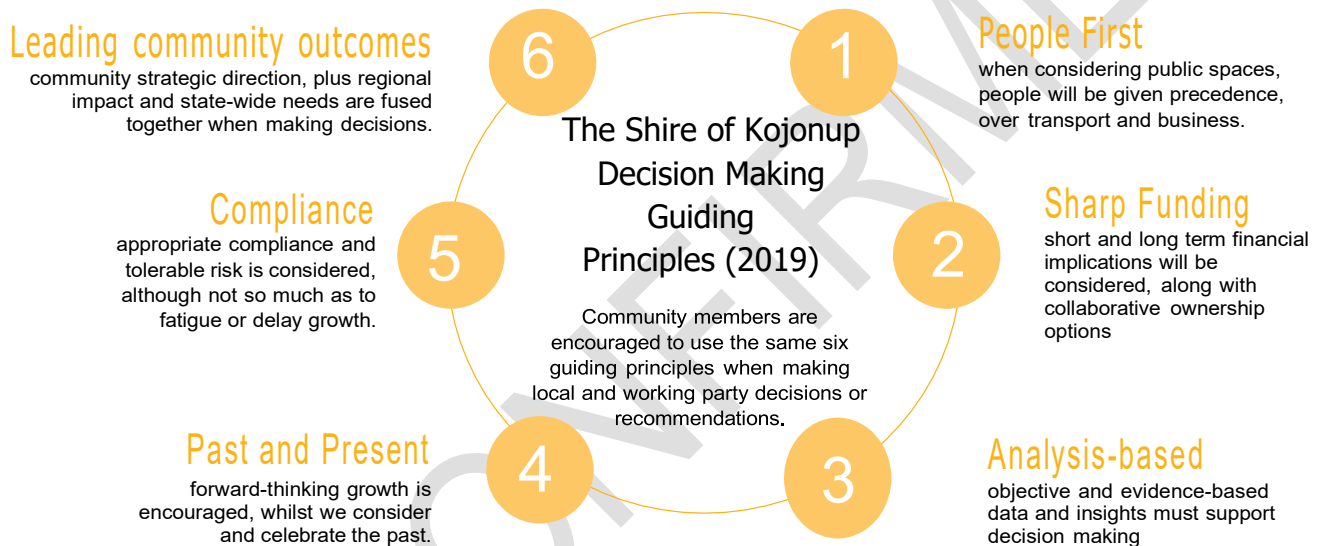 The Shire of Kojonup
Decision Making
Guiding
Principles (2019)
Community members are
encouraged to use the same six
guiding principles when making
local and working party decisions or
recommendations.
1
People First
when considering public spaces,
people will be given precedence,
over transport and business.
2
Sharp Funding
short and long term financial
implications will be
considered, along with
collaborative ownership
options
3
Analysis-based
objective and evidence-based
data and insights must support
decision making
4
Past and Present
forward-thinking growth is
encouraged, whilst we consider
and celebrate the past.
5
Compliance
appropriate compliance and
tolerable risk is considered,
although not so much as to
fatigue or delay growth.
6
Leading community outcomes
community strategic direction, plus regional
impact and state-wide needs are fused
together when making decisions.